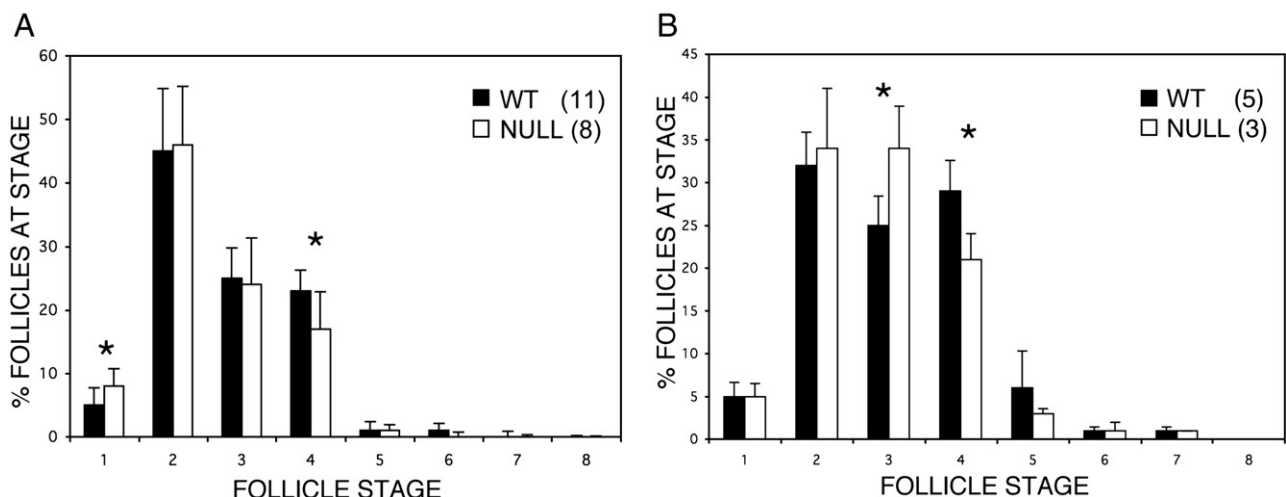 A
% FOLLICLES AT STAGE
60
50
40
30
20
10
0
WT (11)
NULL (8)
*
*
1 2 3 4 5 6 7 8
FOLLICLE STAGE
B
% FOLLICLES AT STAGE
45
40
35
30
25
20
15
10
5
0
WT (5)
NULL (3)
*
*
1 2 3 4 5 6 7 8
FOLLICLE STAGE